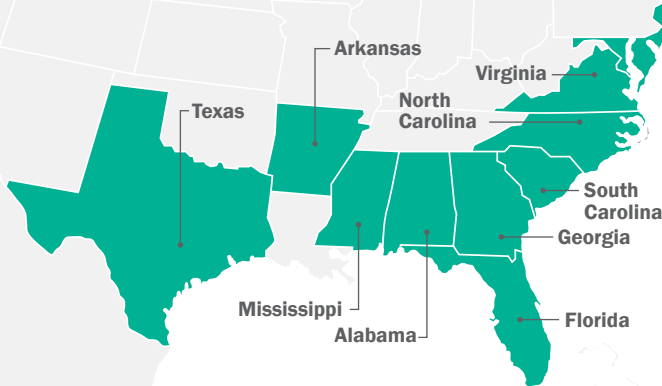 Arkansas
Virginia
North
Carolina
Texas
South
Carolina
Georgia
Mississippi
Alabama
Florida